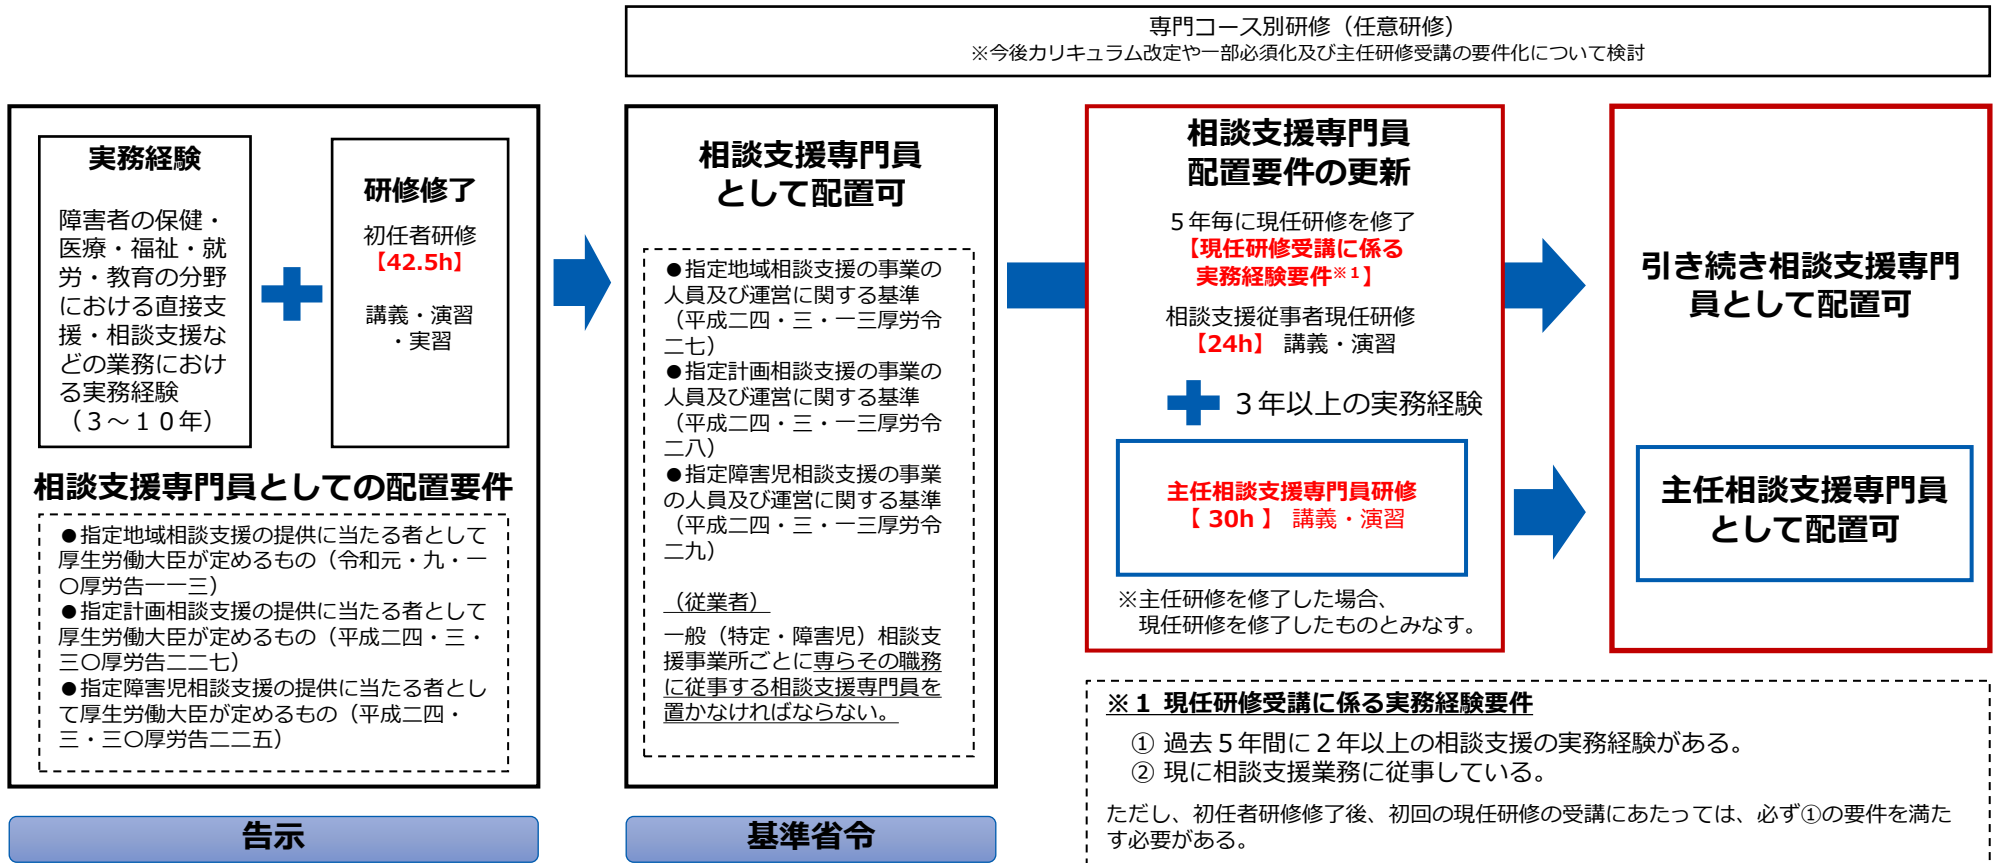 専門コース別研修（任意研修）
※今後カリキュラム改定や一部必須化及び主任研修受講の要件化について検討
実務経験
障害者の保健・
医療・福祉・就
労・教育の分野
における直接支
援・相談支援な
どの業務におけ
る実務経験
（３～１０年）
研修修了
初任者研修
【42.5h】
講義・演習
・実習
相談支援専門員としての配置要件
●指定地域相談支援の提供に当たる者として
厚生労働大臣が定めるもの（令和元・九・一
〇厚労告一一三）
●指定計画相談支援の提供に当たる者として
厚生労働大臣が定めるもの（平成二四・三・
三〇厚労告二二七）
●指定障害児相談支援の提供に当たる者とし
て厚生労働大臣が定めるもの（平成二四・
三・三〇厚労告二二五）
告示
相談支援専門員
として配置可
●指定地域相談支援の事業の
人員及び運営に関する基準
（平成二四・三・一三厚労令
二七）
●指定計画相談支援の事業の
人員及び運営に関する基準
（平成二四・三・一三厚労令
二八）
●指定障害児相談支援の事業
の人員及び運営に関する基準
（平成二四・三・一三厚労令
二九）
（従業者）
一般（特定・障害児）相談支
援事業所ごとに専らその職務
に従事する相談支援専門員を
置かなければならない。
基準省令
相談支援専門員
配置要件の更新
５年毎に現任研修を修了
【現任研修受講に係る
実務経験要件※１】
相談支援従事者現任研修
【24h】 講義・演習
３年以上の実務経験
主任相談支援専門員研修
【 30h 】 講義・演習
※主任研修を修了した場合、
現任研修を修了したものとみなす。
引き続き相談支援専門
員として配置可
主任相談支援専門員
として配置可
※１ 現任研修受講に係る実務経験要件
① 過去５年間に２年以上の相談支援の実務経験がある。
② 現に相談支援業務に従事している。
ただし、初任者研修修了後、初回の現任研修の受講にあたっては、必ず①の要件を満た
す必要がある。